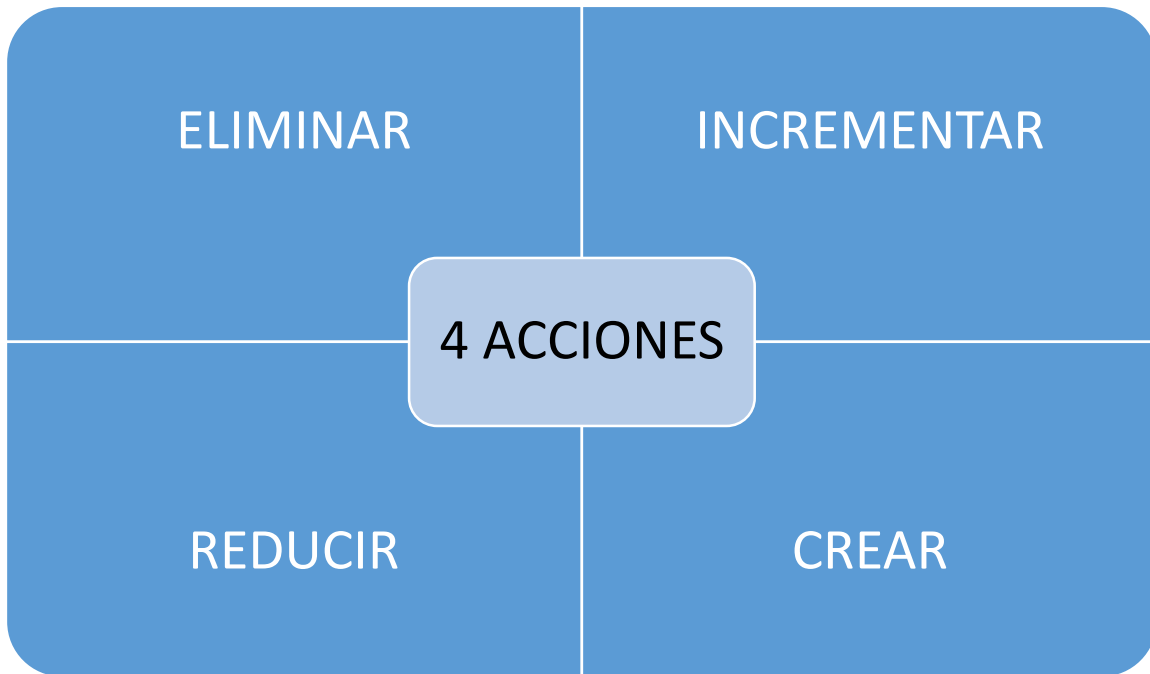 ELIMINAR
INCREMENTAR
4 ACCIONES
REDUCIR
CREAR